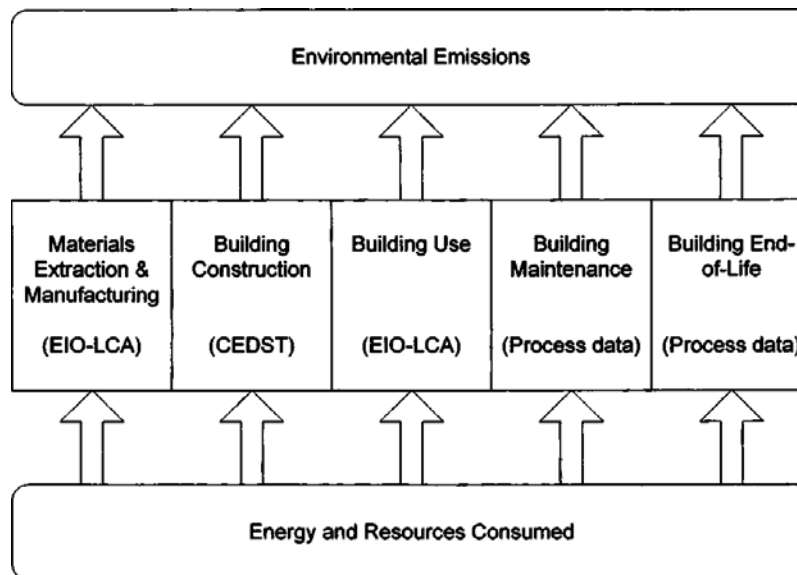 Environmental Emissions
Materials
Extraction &
Manufacturing
(EIO-LCA)
Building
Construction
(CEDST)
Building Use
(EIO-LCA)
Building
Maintenance
(Process data)
Building End-
of-Life
(Process data)
Energy and Resources Consumed